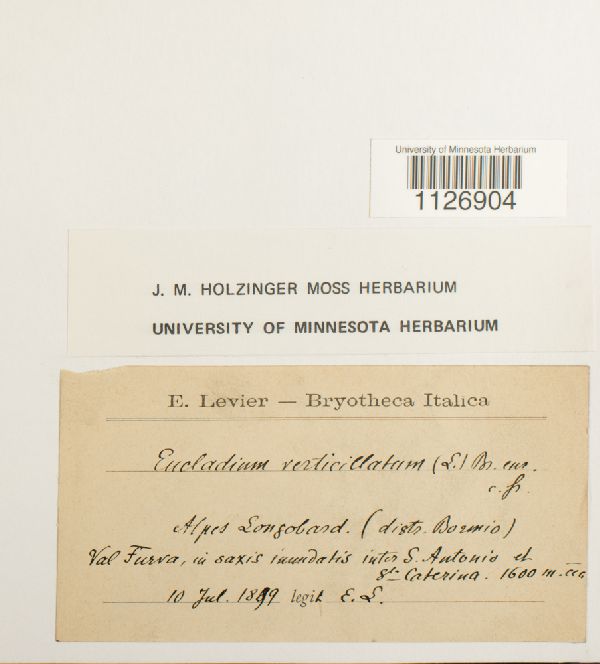 University of Minnesota Herbarium
1126904
J. M. HOLZINGER MOSS HERBARIUM
UNIVERSITY OF MINNESOTA HERBARIUM
E. Levier — Bryotheca Italica
Eucladium verticillatum (L.) Br. eur.
c. fr.
Alpes Longobard. (distr. Bormio)
Val Furva, in saxis inundatis inter S. Antonio et
Sta Caterina. 1600 m. cca
10 Jul. 1899 legit E. L.